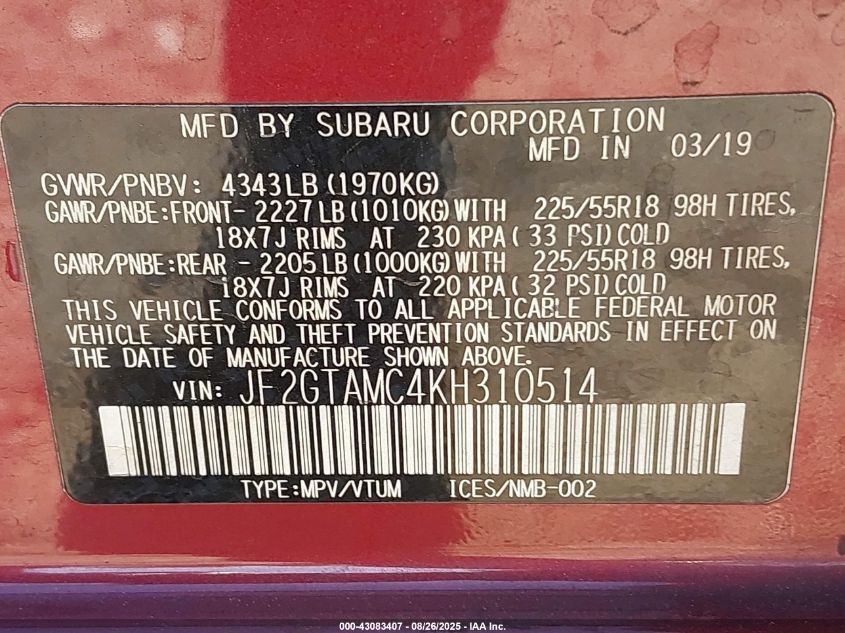 MFD BY SUBARU CORPORATION
MFD IN 03/19
GVWR/PNBV: 4343LB(1970KG)
GAWR/PNBE:FRONT- 2227LB(1010KG)WITH 225/55R18 98H TIRES,
18X7J RIMS AT 230 KPA( 33 PSI)COLD
GAWR/PNBE:REAR - 2205LB(1000KG)WITH 225/55R18 98H TIRES,
18X7J RIMS AT 220 KPA( 32 PSI)COLD
THIS VEHICLE CONFORMS TO ALL APPLICABLE FEDERAL MOTOR
VEHICLE SAFETY AND THEFT PREVENTION STANDARDS IN EFFECT ON
THE DATE OF MANUFACTURE SHOWN ABOVE.
VIN: JF2GTAMC4KH310514
TYPE:MPV/VTUM ICES/NMB-002
000-43083407 - 08/26/2025 - IAA Inc.